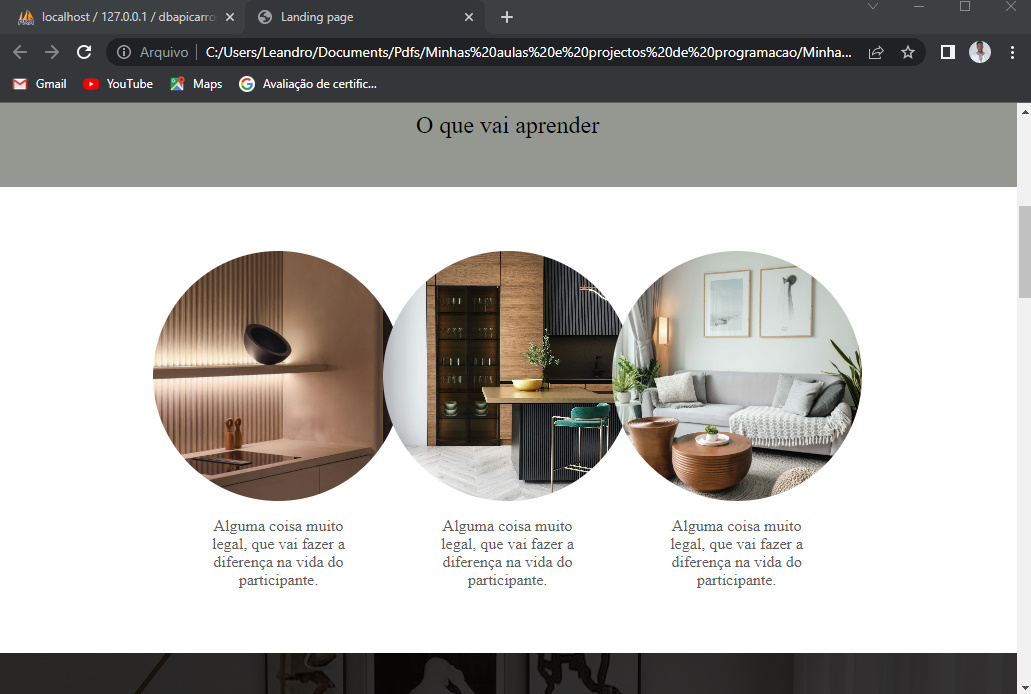 localhost / 127.0.0.1 / dbapicarro
Landing page
Arquivo
C:/Users/Leandro/Documents/Pdfs/Minhas%20aulas%20e%20projectos%20de%20programacao/Minha...
Gmail
YouTube
Maps
Avaliação de certific...
O que vai aprender
Alguma coisa muito
legal, que vai fazer a
diferença na vida do
participante.
Alguma coisa muito
legal, que vai fazer a
diferença na vida do
participante.
Alguma coisa muito
legal, que vai fazer a
diferença na vida do
participante.